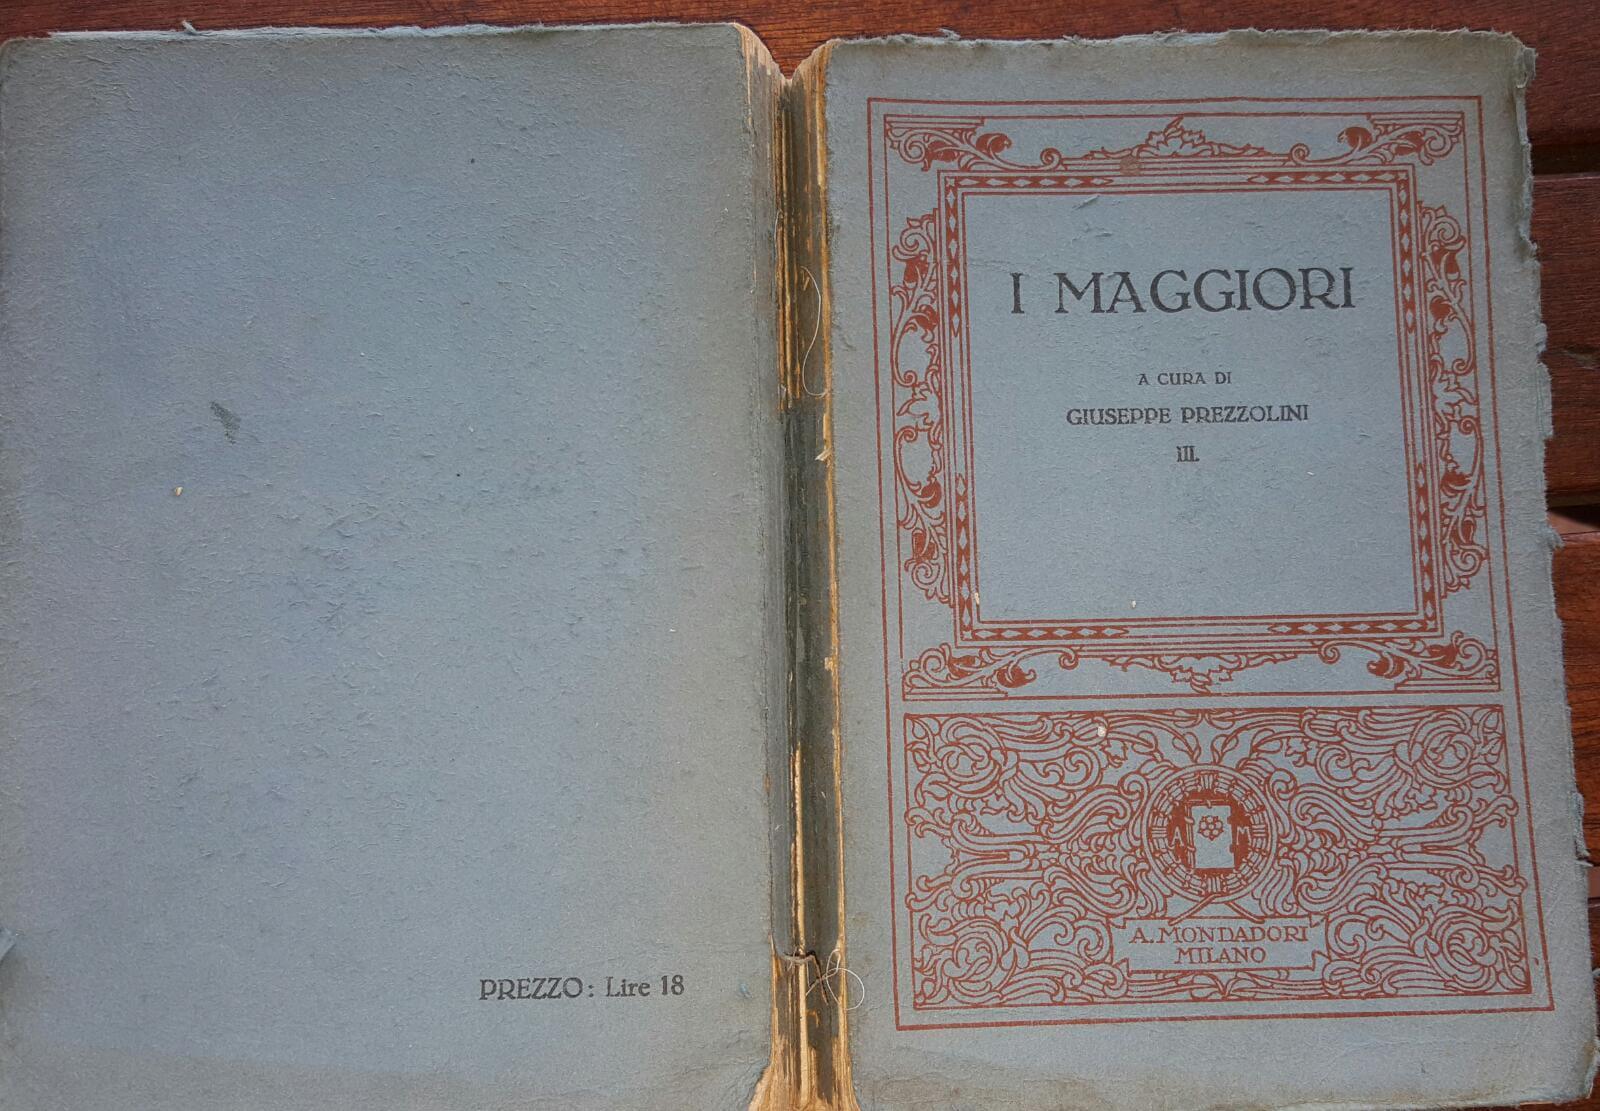 PREZZO: Lire 18
I MAGGIORI
A CURA DI
GIUSEPPE PREZZOLINI
III.
A M
A. MONDADORI
MILANO